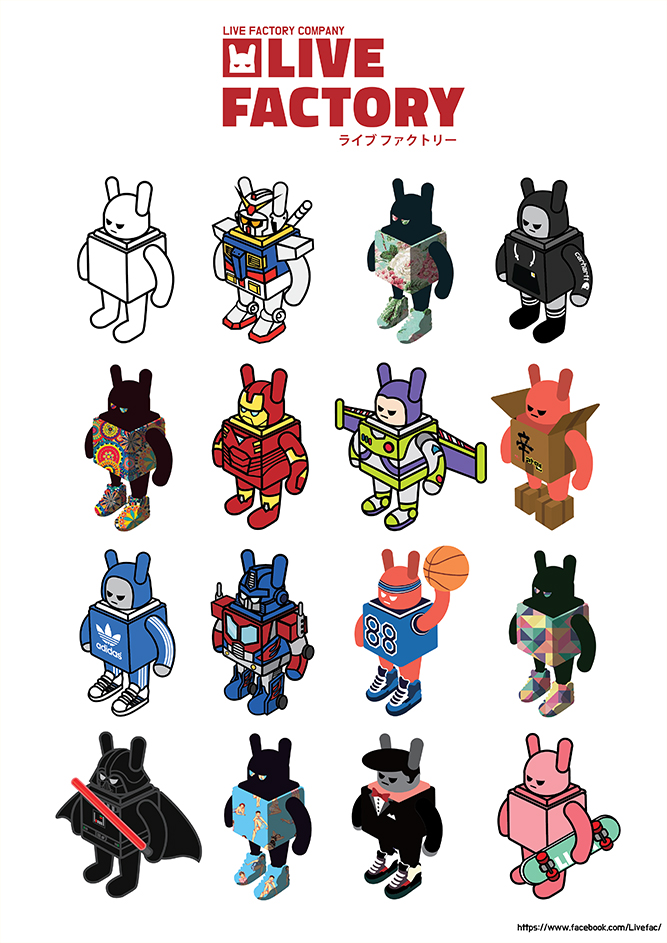 LIVE FACTORY COMPANY
LIVE
FACTORY
ライブ ファクトリー
carhartt
adidas
88
https://www.facebook.com/Livefac/